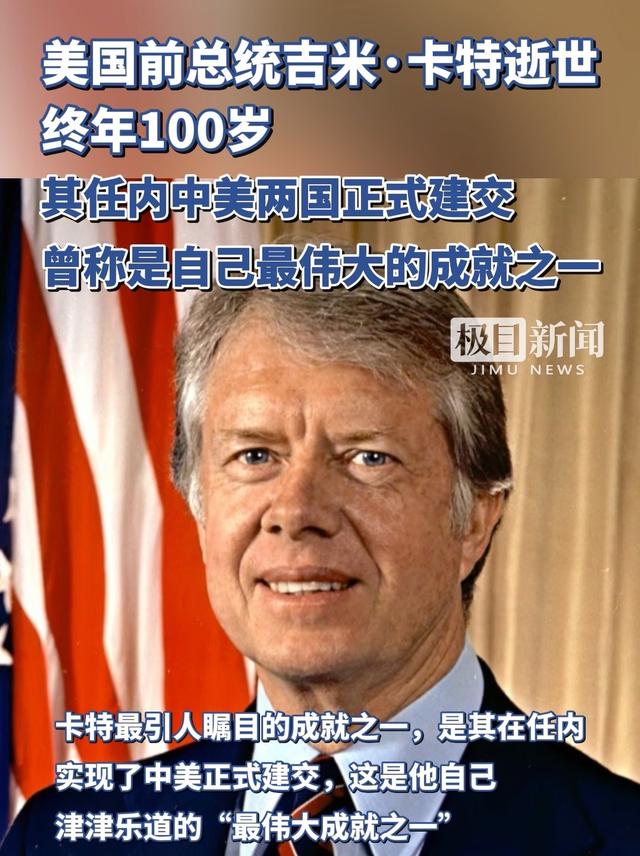 美国前总统吉米·卡特逝世
终年100岁
其任内中美两国正式建交
曾称是自己最伟大的成就之一
极目新闻
JIMU NEWS
卡特最引人瞩目的成就之一，是其在任内
实现了中美正式建交，这是他自己
津津乐道的“最伟大成就之一”